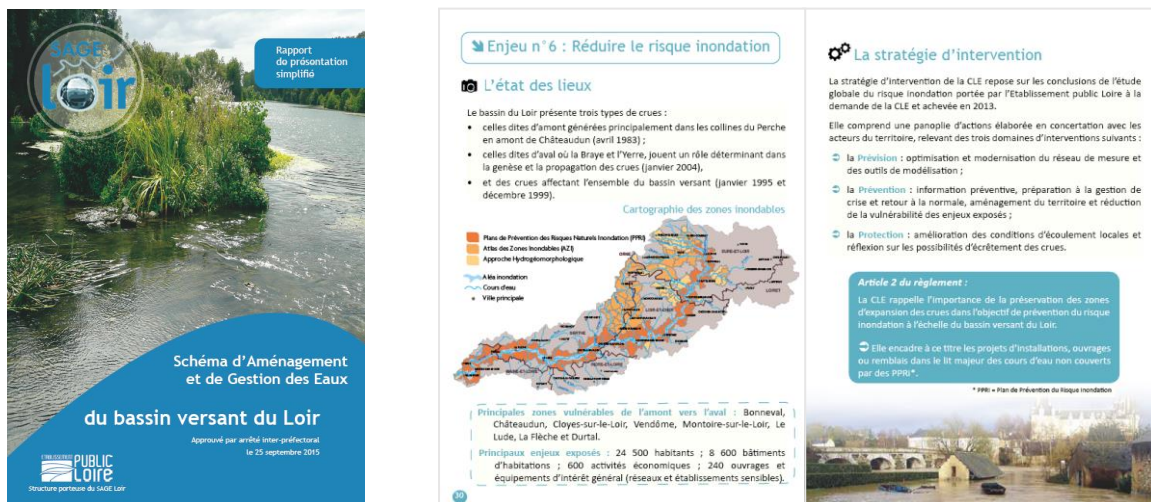 SAGE
loir
Rapport
de présentation
simplifié
Schéma d'Aménagement
et de Gestion des Eaux
du bassin versant du Loir
Approuvé par arrêté inter-préfectoral
le 25 septembre 2015
ETABLISSEMENT
PUBLIC
LOIRE
Structure porteuse du SAGE Loir
Enjeu n°6 : Réduire le risque inondation
L'état des lieux
Le bassin du Loir présente trois types de crues :
• celles dites d'amont générées principalement dans les collines du Perche
en amont de Châteaudun (avril 1983) ;
• celles dites d'aval où la Braye et l'Yerre, jouent un rôle déterminant dans
la genèse et la propagation des crues (janvier 2004),
• et des crues affectant l'ensemble du bassin versant (janvier 1995 et
décembre 1999).
Cartographie des zones inondables
Plans de Prévention des Risques Naturels Inondation (PPRI)
Atlas des Zones Inondables (AZI)
Approche Hydrogéomorphologique
Aléa inondation
Cours d'eau
Ville principale
Principales zones vulnérables de l'amont vers l'aval : Bonneval,
Châteaudun, Cloyes-sur-le-Loir, Vendôme, Montoire-sur-le-Loir, Le
Lude, La Flèche et Durtal.
Principaux enjeux exposés : 24 500 habitants ; 8 600 bâtiments
d'habitations ; 600 activités économiques ; 240 ouvrages et
équipements d'intérêt général (réseaux et établissements sensibles).
30
La stratégie d'intervention
La stratégie d'intervention de la CLE repose sur les conclusions de l'étude
globale du risque inondation portée par l'Etablissement public Loire à la
demande de la CLE et achevée en 2013.
Elle comprend une panoplie d'actions élaborée en concertation avec les
acteurs du territoire, relevant des trois domaines d'interventions suivants :
la Prévision : optimisation et modernisation du réseau de mesure et
des outils de modélisation ;
la Prévention : information préventive, préparation à la gestion de
crise et retour à la normale, aménagement du territoire et réduction
de la vulnérabilité des enjeux exposés ;
la Protection : amélioration des conditions d'écoulement locales et
réflexion sur les possibilités d'écrêtement des crues.
Article 2 du règlement :
La CLE rappelle l'importance de la préservation des zones
d'expansion des crues dans l'objectif de prévention du risque
inondation à l'échelle du bassin versant du Loir.
Elle encadre à ce titre les projets d'installations, ouvrages
ou remblais dans le lit majeur des cours d'eau non couverts
par des PPRI*.
* PPRI = Plan de Prévention du Risque Inondation